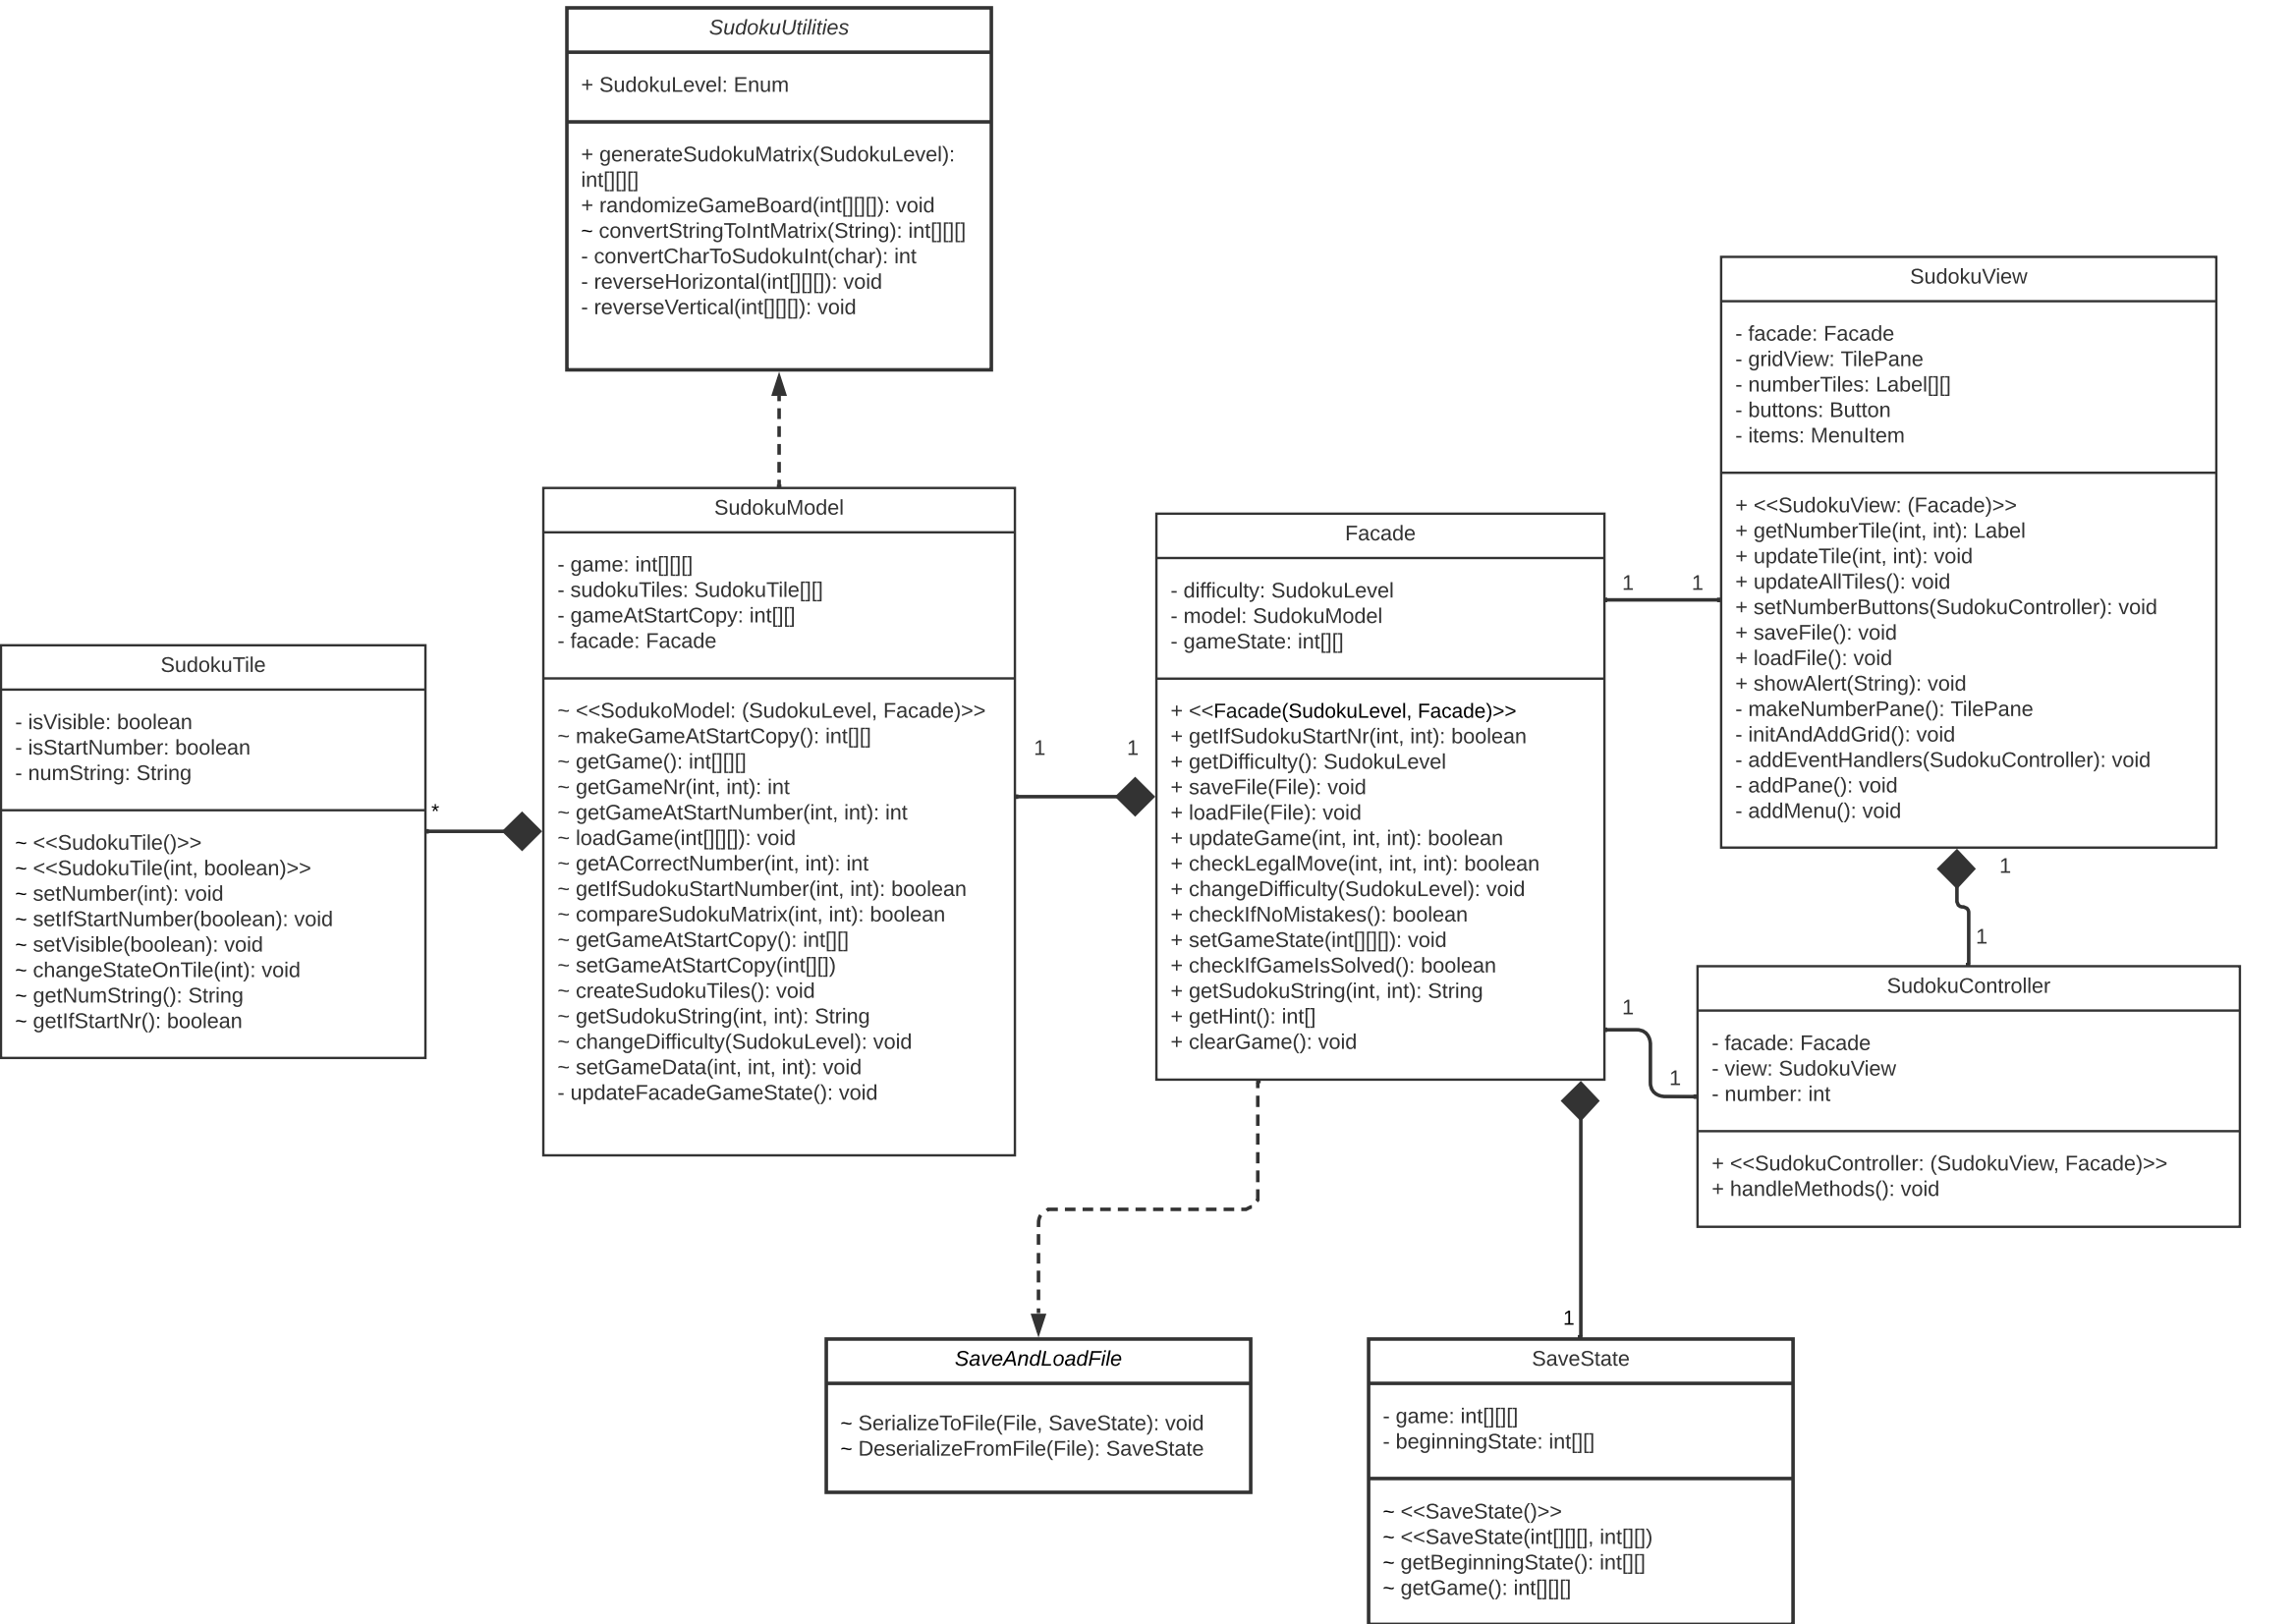 SudokuUtilities
+ SudokuLevel: Enum
+ generateSudokuMatrix(SudokuLevel):
int[][][]
+ randomizeGameBoard(int[][][]): void
~ convertStringToIntMatrix(String): int[][][]
- convertCharToSudokuInt(char): int
- reverseHorizontal(int[][][]): void
- reverseVertical(int[][][]): void
SudokuView
- facade: Facade
- gridView: TilePane
- numberTiles: Label[][]
- buttons: Button
- items: MenuItem
+ <<SudokuView: (Facade)>>
+ getNumberTile(int, int): Label
+ updateTile(int, int): void
+ updateAllTiles(): void
+ setNumberButtons(SudokuController): void
+ saveFile(): void
+ loadFile(): void
+ showAlert(String): void
- makeNumberPane(): TilePane
- initAndAddGrid(): void
- addEventHandlers(SudokuController): void
- addPane(): void
- addMenu(): void
SudokuModel
- game: int[][][]
- sudokuTiles: SudokuTile[][]
- gameAtStartCopy: int[][]
- facade: Facade
~ <<SodukoModel: (SudokuLevel, Facade)>>
~ makeGameAtStartCopy(): int[][]
~ getGame(): int[][][]
~ getGameNr(int, int): int
~ getGameAtStartNumber(int, int): int
~ loadGame(int[][][]): void
~ getACorrectNumber(int, int): int
~ getIfSudokuStartNumber(int, int): boolean
~ compareSudokuMatrix(int, int): boolean
~ getGameAtStartCopy(): int[][]
~ setGameAtStartCopy(int[][])
~ createSudokuTiles(): void
~ getSudokuString(int, int): String
~ changeDifficulty(SudokuLevel): void
~ setGameData(int, int, int): void
- updateFacadeGameState(): void
Facade
- difficulty: SudokuLevel
- model: SudokuModel
- gameState: int[][]
+ <<Facade(SudokuLevel, Facade)>>
+ getIfSudokuStartNr(int, int): boolean
+ getDifficulty(): SudokuLevel
+ saveFile(File): void
+ loadFile(File): void
+ updateGame(int, int, int): boolean
+ checkLegalMove(int, int, int): boolean
+ changeDifficulty(SudokuLevel): void
+ checkIfNoMistakes(): boolean
+ setGameState(int[][][]): void
+ checkIfGameIsSolved(): boolean
+ getSudokuString(int, int): String
+ getHint(): int[]
+ clearGame(): void
1 1
1 1
SudokuTile
- isVisible: boolean
- isStartNumber: boolean
- numString: String
~ <<SudokuTile()>>
~ <<SudokuTile(int, boolean)>>
~ setNumber(int): void
~ setIfStartNumber(boolean): void
~ setVisible(boolean): void
~ changeStateOnTile(int): void
~ getNumString(): String
~ getIfStartNr(): boolean
*
1
1
SudokuController
- facade: Facade
- view: SudokuView
- number: int
+ <<SudokuController: (SudokuView, Facade)>>
+ handleMethods(): void
1
1
1
SaveAndLoadFile
~ SerializeToFile(File, SaveState): void
~ DeserializeFromFile(File): SaveState
SaveState
- game: int[][][]
- beginningState: int[][]
~ <<SaveState()>>
~ <<SaveState(int[][][], int[][])
~ getBeginningState(): int[][]
~ getGame(): int[][][]